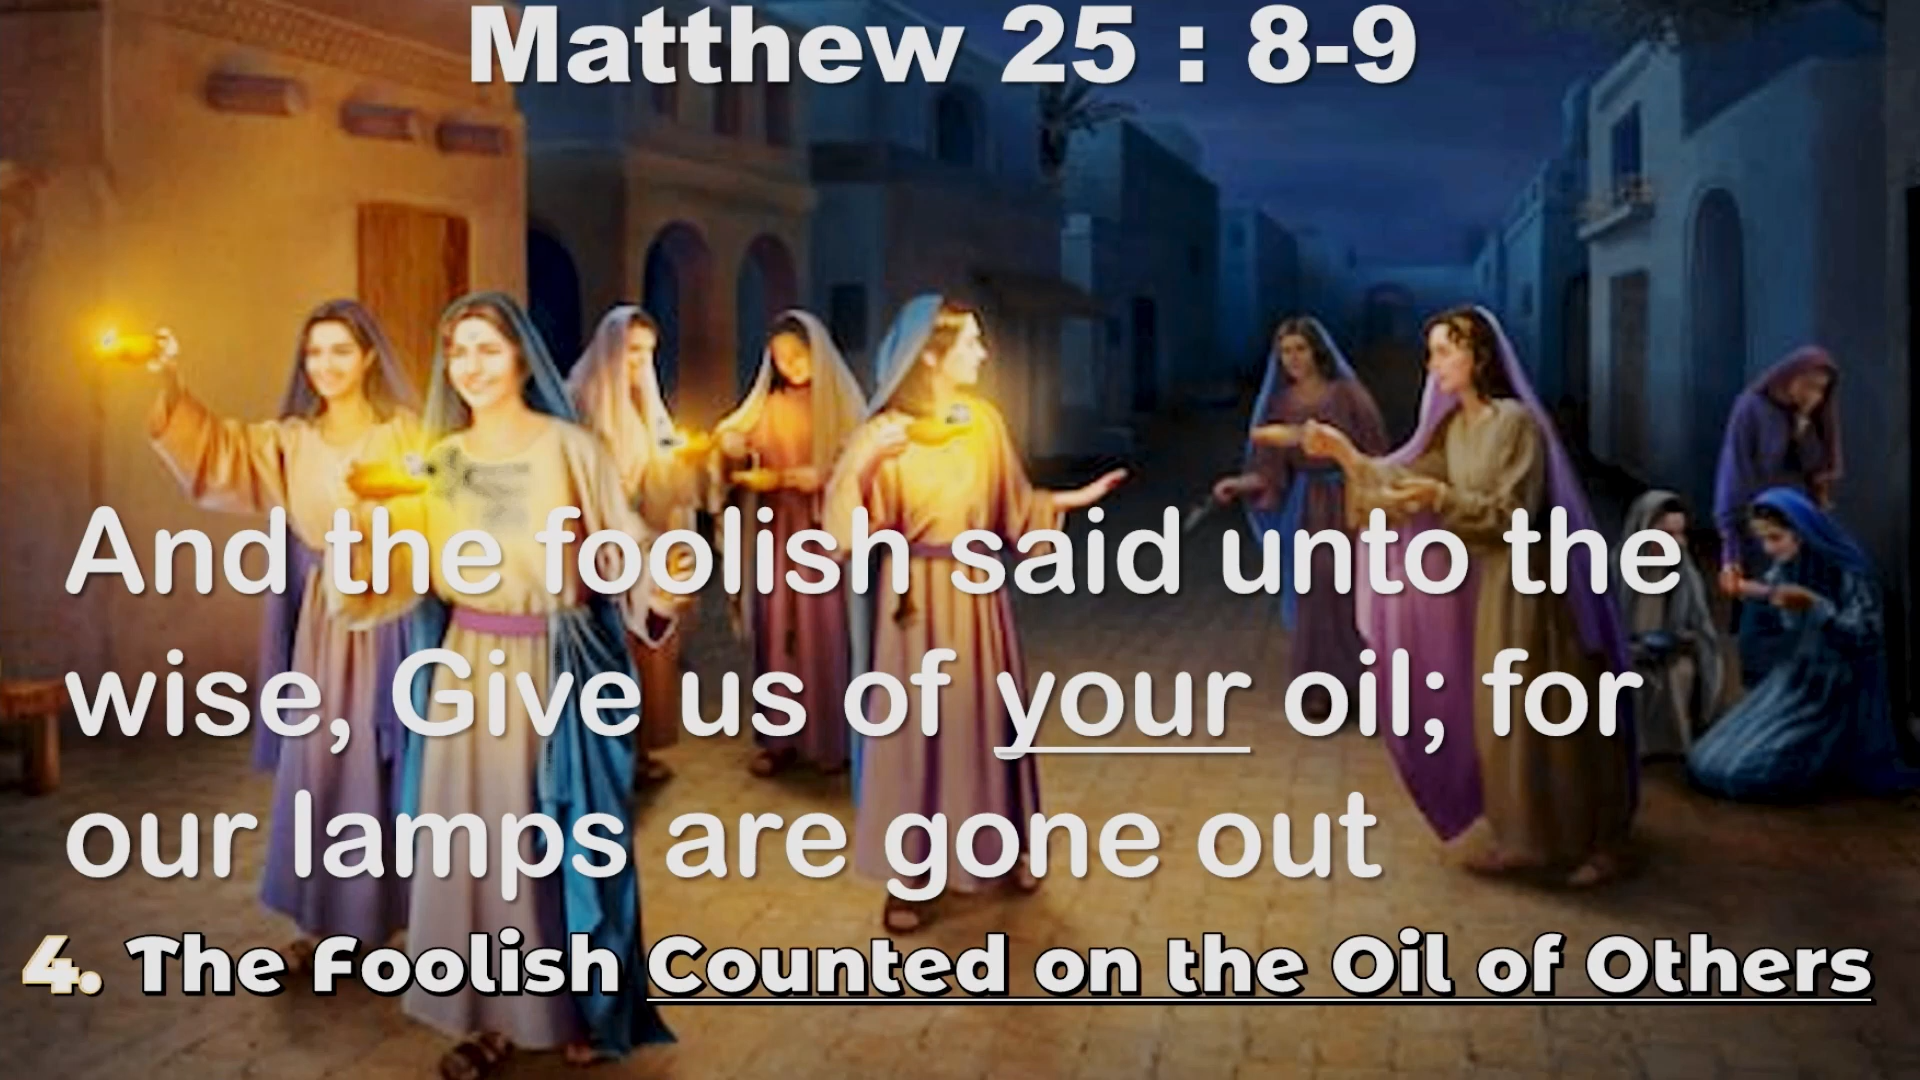 Matthew 25 : 8-9
And the foolish said unto the
wise, Give us of your oil; for
our lamps are gone out
4. The Foolish Counted on the Oil of Others